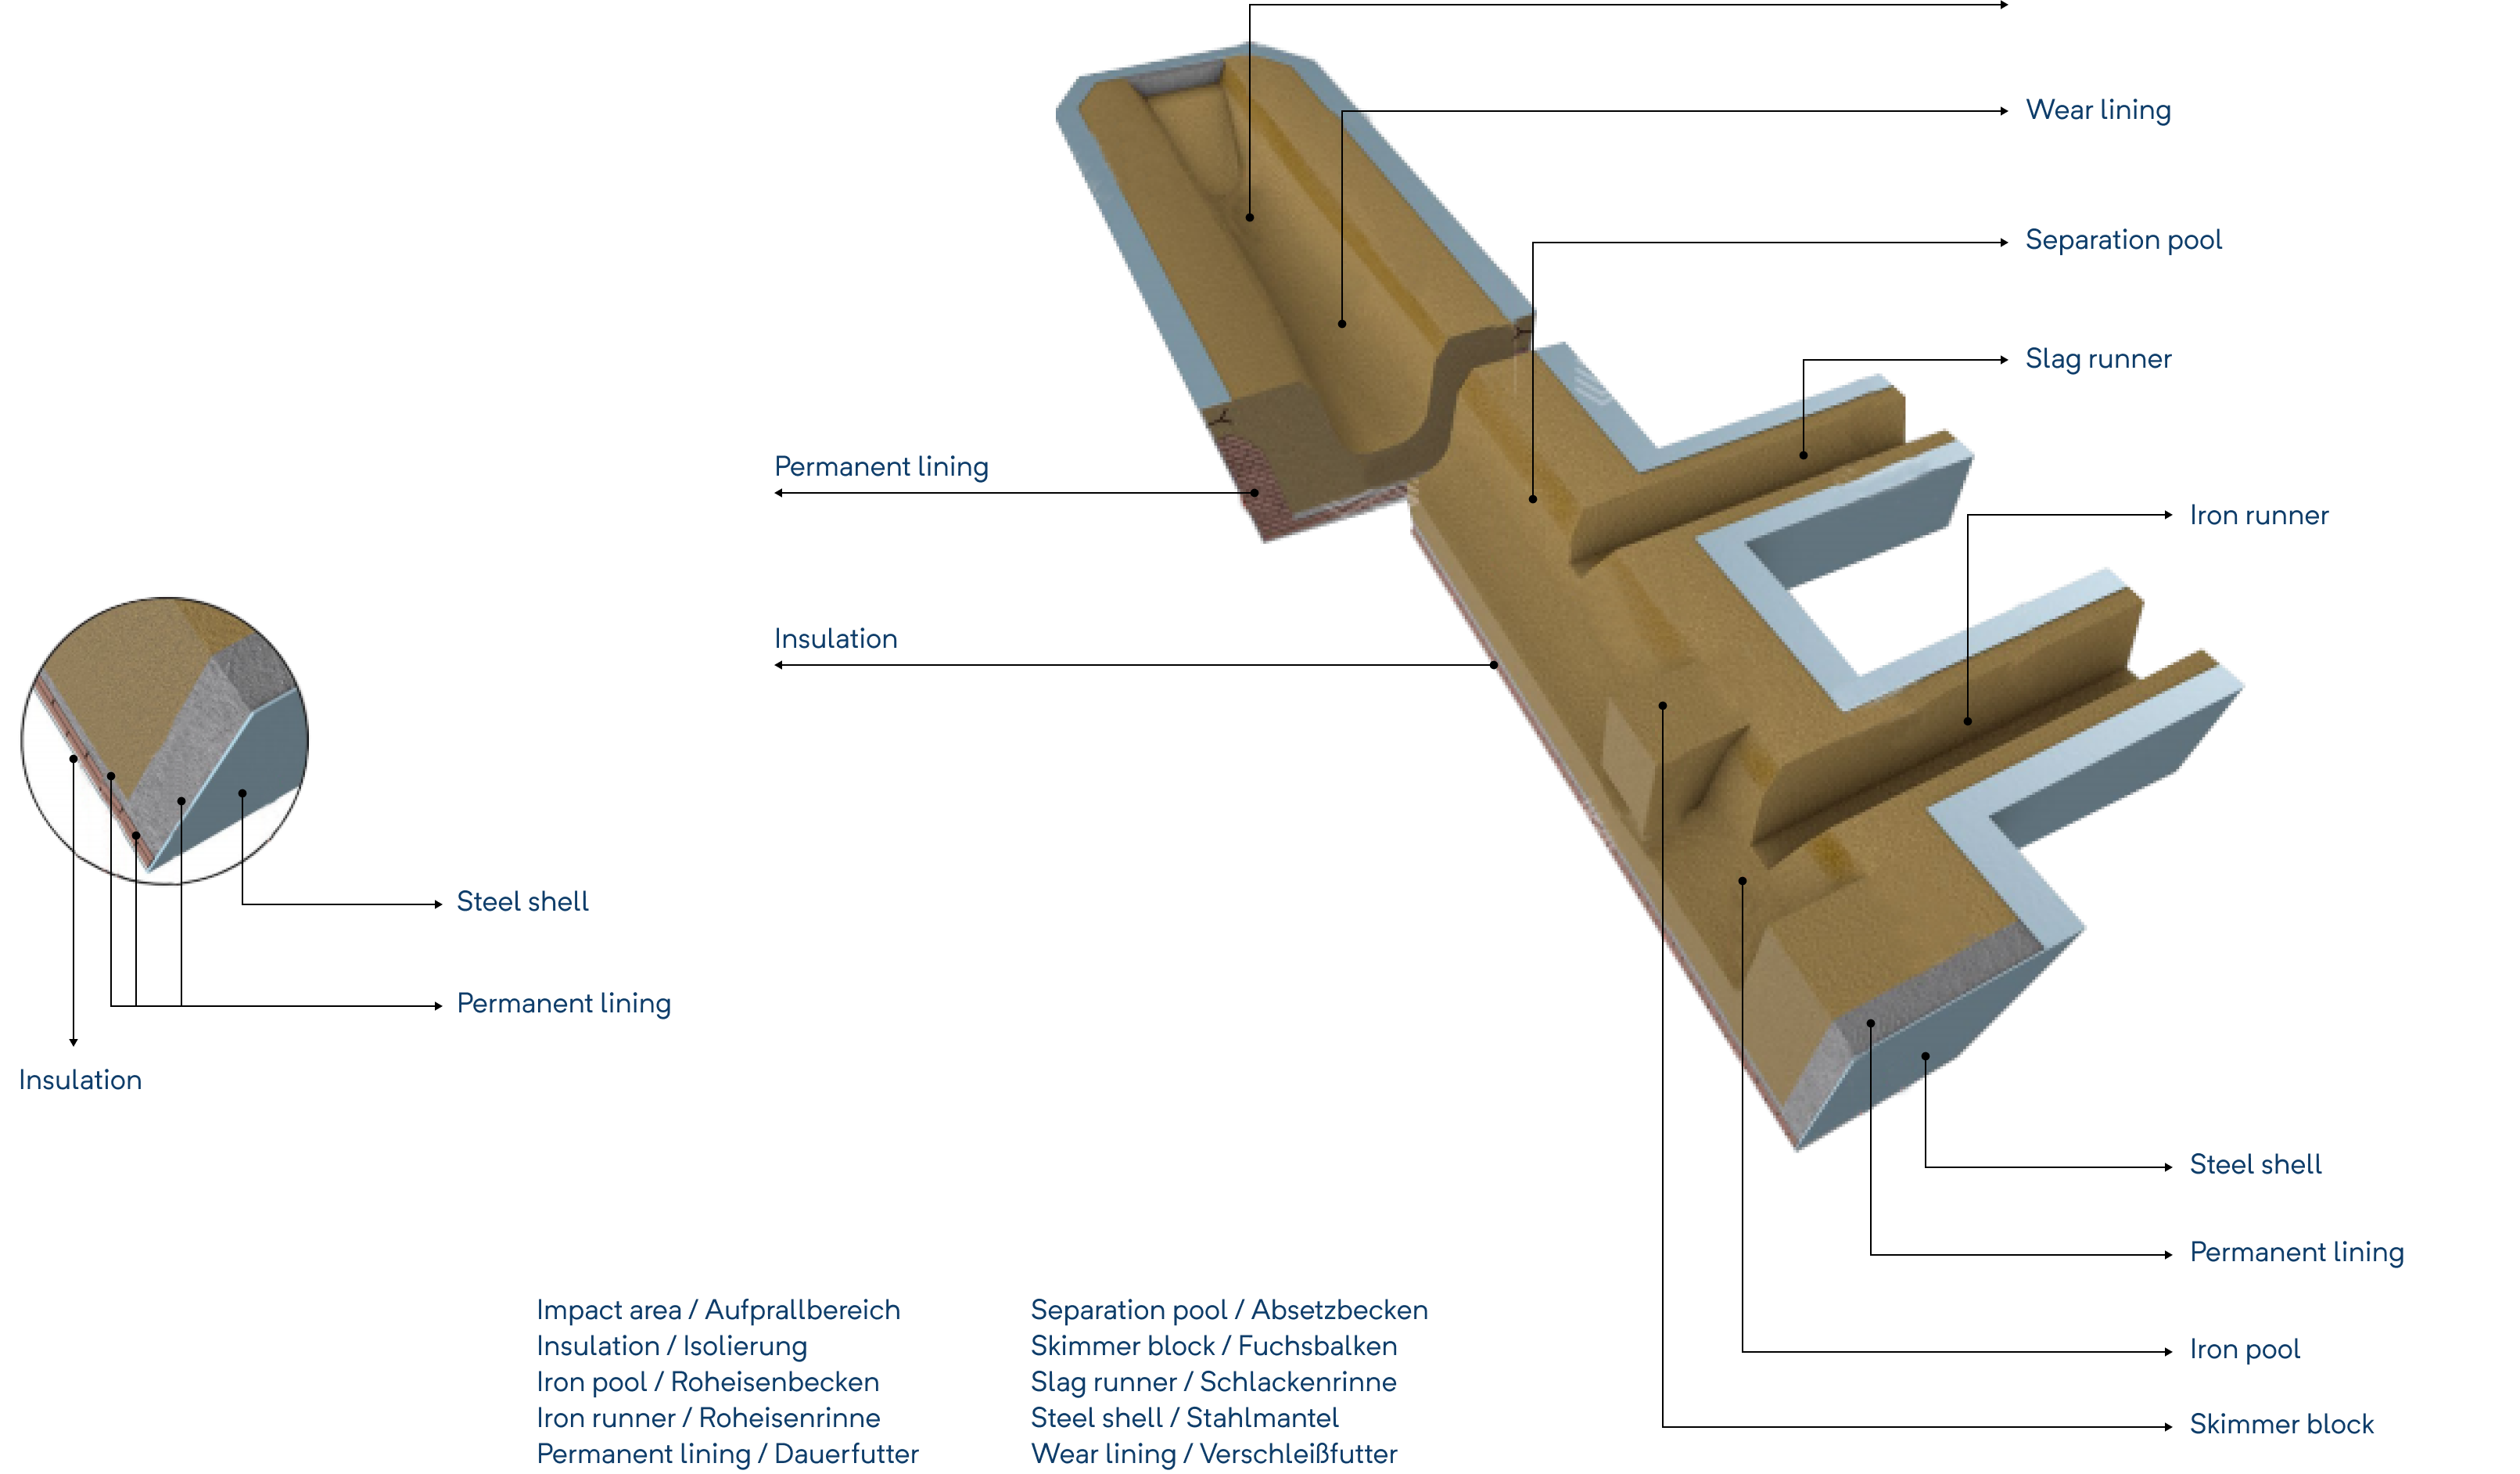 Wear lining
Separation pool
Slag runner
Permanent lining
Iron runner
Insulation
Steel shell
Permanent lining
Insulation
Steel shell
Permanent lining
Iron pool
Skimmer block
Impact area / Aufprallbereich
Insulation / Isolierung
Iron pool / Roheisenbecken
Iron runner / Roheisenrinne
Permanent lining / Dauerfutter
Separation pool / Absetzbecken
Skimmer block / Fuchsbalken
Slag runner / Schlackenrinne
Steel shell / Stahlmantel
Wear lining / Verschleißfutter